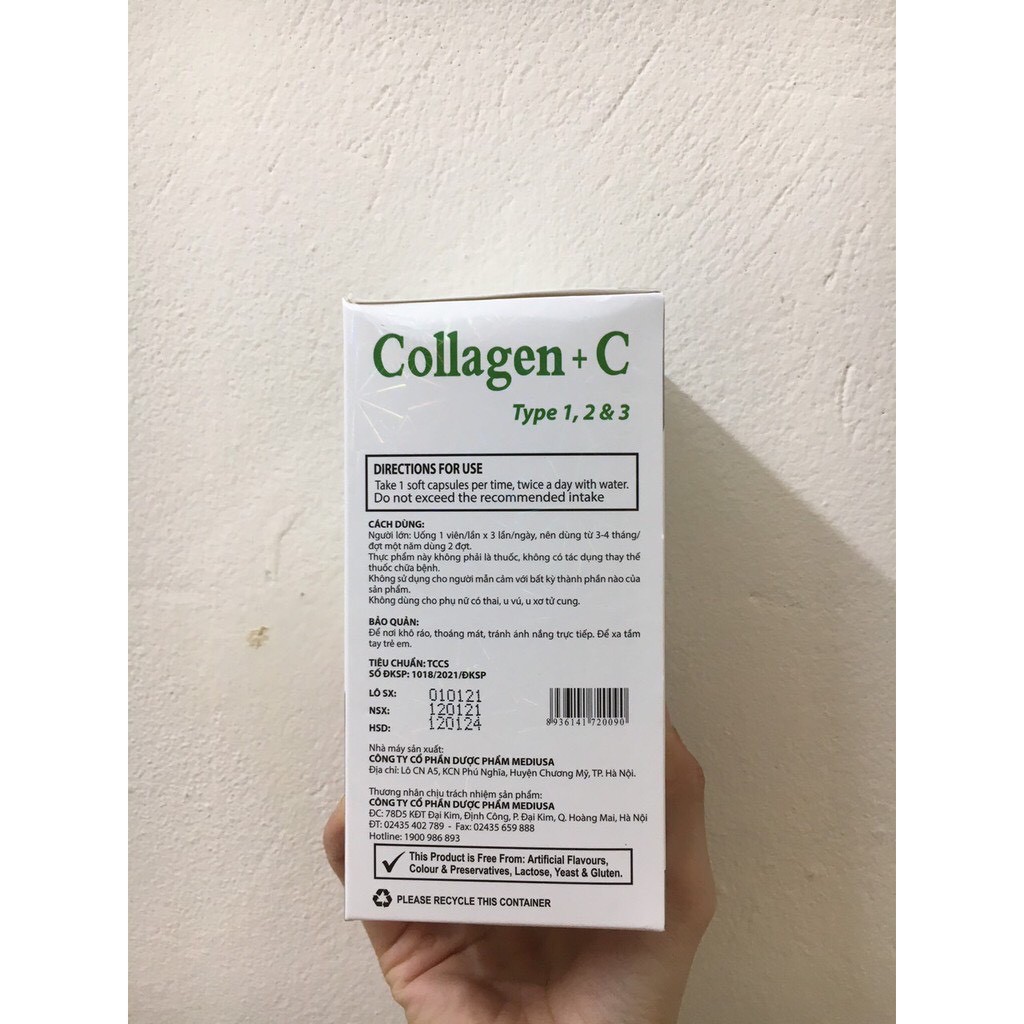 Collagen + C
Type 1, 2 & 3
DIRECTIONS FOR USE
Take 1 soft capsules per time, twice a day with water.
Do not exceed the recommended intake
CÁCH DÙNG:
Người lớn: Uống 1 viên/lần x 3 lần/ngày, nên dùng từ 3-4 tháng/
đợt một năm dùng 2 đợt.
Thực phẩm này không phải là thuốc, không có tác dụng thay thế
thuốc chữa bệnh.
Không sử dụng cho người mẫn cảm với bất kỳ thành phần nào của
sản phẩm.
Không dùng cho phụ nữ có thai, u vú, u xơ tử cung.
BẢO QUẢN:
Để nơi khô ráo, thoáng mát, tránh ánh nắng trực tiếp. Để xa tầm
tay trẻ em.
TIÊU CHUẨN: TCCS
SỐ ĐKSP: 1018/2021/ĐKSP
LÔ SX: 010121
NSX: 120121
HSD: 120124
8 936141 720090
Nhà máy sản xuất:
CÔNG TY CỔ PHẦN DƯỢC PHẨM MEDIUSA
Địa chỉ: Lô CN A5, KCN Phú Nghĩa, Huyện Chương Mỹ, TP. Hà Nội.
Thương nhân chịu trách nhiệm sản phẩm:
CÔNG TY CỔ PHẦN DƯỢC PHẨM MEDIUSA
ĐC: 78D5 KĐT Đại Kim, Định Công, P. Đại Kim, Q. Hoàng Mai, Hà Nội
ĐT: 02435 402 789 - Fax: 02435 659 888
Hotline: 1900 986 893
This Product is Free From: Artificial Flavours,
Colour & Preservatives, Lactose, Yeast & Gluten.
PLEASE RECYCLE THIS CONTAINER